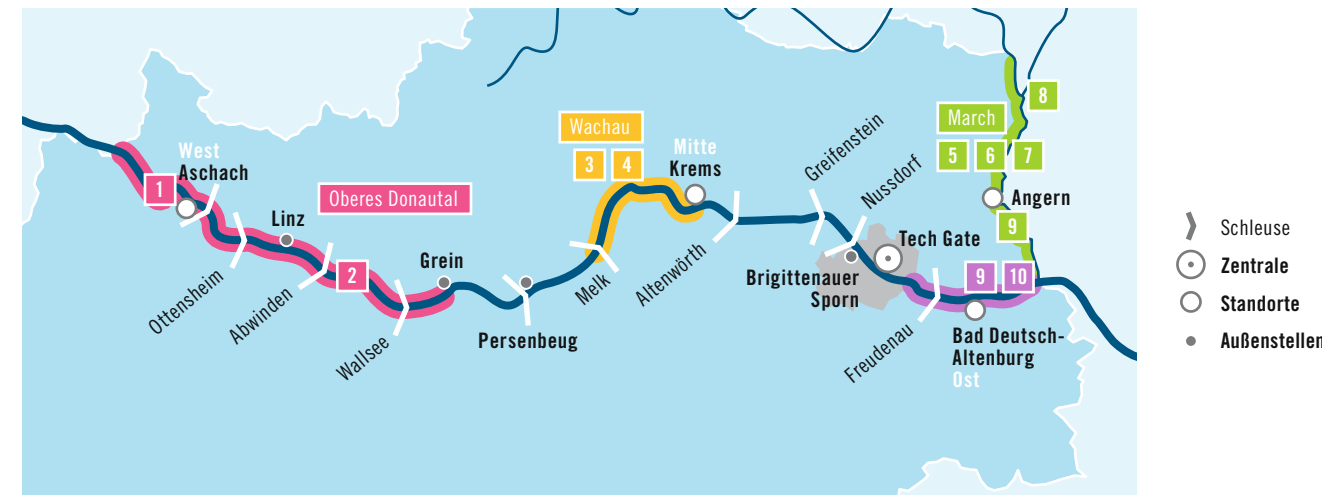 West
Aschach
1
Linz
Oberes Donautal
Ottensheim
Abwinden
2
Wallsee
Grein
Persenbeug
Wachau
3 4
Melk
Mitte
Krems
Altenwörth
Greifenstein
Nussdorf
Brigittenauer
Sporn
Tech Gate
Freudenau
March
5 6 7
8
Angern
9
9 10
Bad Deutsch-
Altenburg
Ost
Schleuse
Zentrale
Standorte
Außenstellen